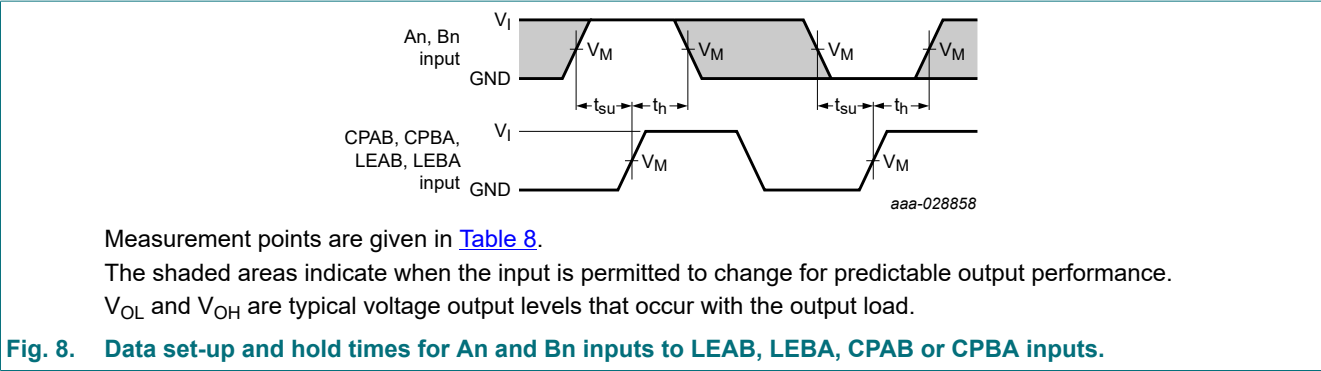 V_I
An, Bn
input
V_M V_M V_M V_M
GND
t_su t_h t_su t_h
V_I
CPAB, CPBA,
LEAB, LEBA
input
V_M V_M
GND
aaa-028858
Measurement points are given in Table 8.
The shaded areas indicate when the input is permitted to change for predictable output performance.
V_OL and V_OH are typical voltage output levels that occur with the output load.
Fig. 8. Data set-up and hold times for An and Bn inputs to LEAB, LEBA, CPAB or CPBA inputs.